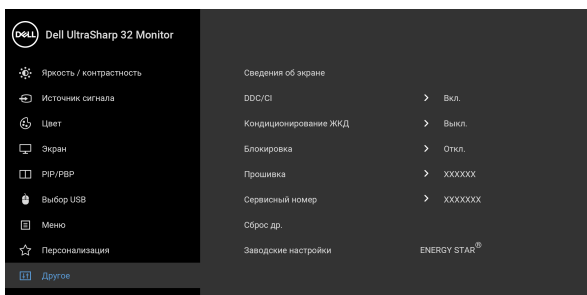 DELL Dell UltraSharp 32 Monitor
Яркость / контрастность Сведения об экране
Источник сигнала DDC/CI > Вкл.
Цвет Кондиционирование ЖКД > Выкл.
Экран Блокировка > Откл.
PIP/PBP Прошивка > XXXXXX
Выбор USB Сервисный номер > XXXXXXX
Меню Сброс др.
Персонализация Заводские настройки ENERGY STAR®
Другое